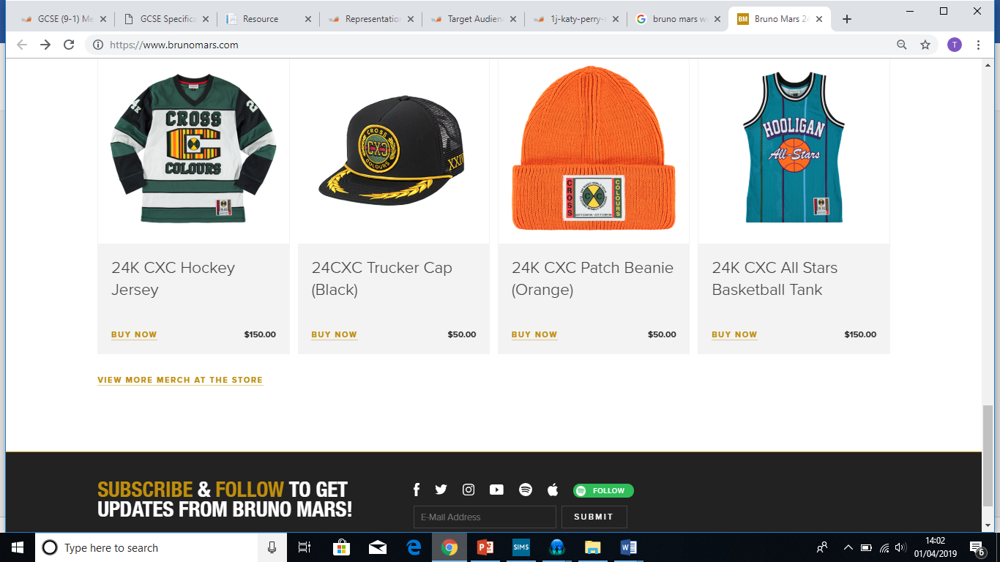 GCSE (9-1) Me
GCSE Specifica
Resource
Representatio
Target Audien
1j-katy-perry-
bruno mars w
BM
Bruno Mars 24
https://www.brunomars.com
T
CROSS
COLOURS
CROSS
CXC
COLOURS
XXIV
CROSS
CXC
COLOURS
HOOLIGAN
All-Stars
24K CXC Hockey
Jersey
BUY NOW
$150.00
24CXC Trucker Cap
(Black)
BUY NOW
$50.00
24K CXC Patch Beanie
(Orange)
BUY NOW
$50.00
24K CXC All Stars
Basketball Tank
BUY NOW
$150.00
VIEW MORE MERCH AT THE STORE
SUBSCRIBE & FOLLOW TO GET
UPDATES FROM BRUNO MARS!
FOLLOW
E-Mail Address
SUBMIT
Type here to search
SIMS
14:02
01/04/2019
6